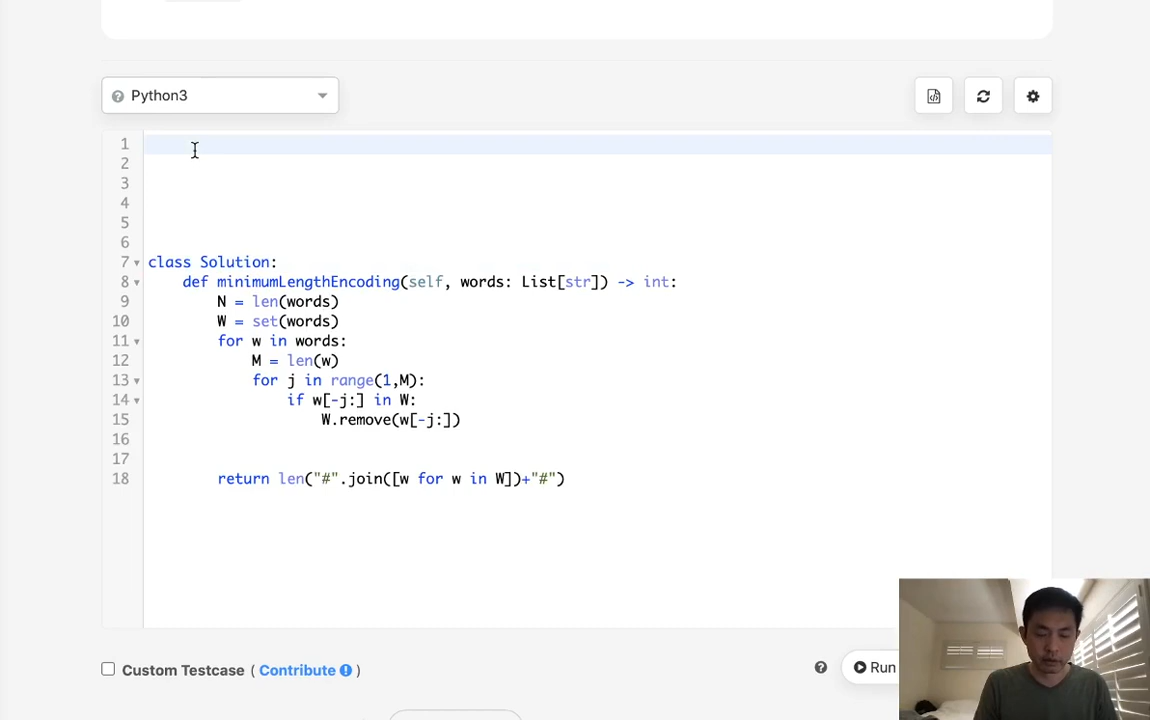 Python3
1
2
3
4
5
6
7 class Solution:
8 def minimumLengthEncoding(self, words: List[str]) -> int:
9 N = len(words)
10 W = set(words)
11 for w in words:
12 M = len(w)
13 for j in range(1,M):
14 if w[-j:] in W:
15 W.remove(w[-j:])
16
17
18 return len("#".join([w for w in W])+"#")
Custom Testcase ( Contribute )
Run